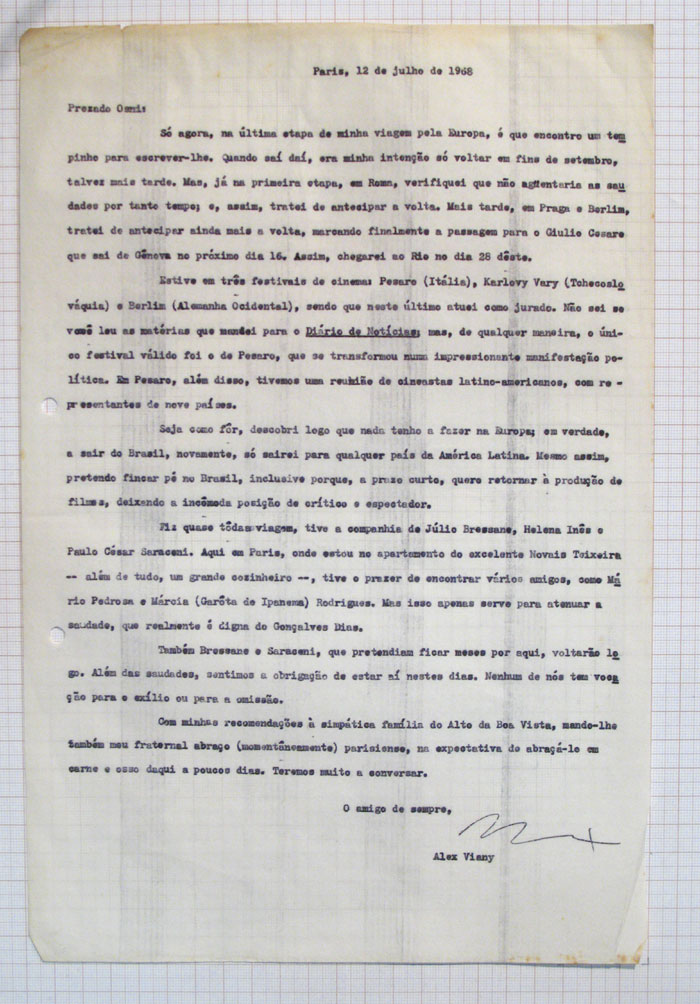 Paris, 12 de julho de 1968
Prezado Osni:
Só agora, na última etapa de minha viagem pela Europa, é que encontro um tem
pinho para escrever-lhe. Quando saí daí, era minha intenção só voltar em fins de setembro,
talvez mais tarde. Mas, já na primeira etapa, em Roma, verifiquei que não agüentaria as sau
dades por tanto tempo; e, assim, tratei de antecipar a volta. Mais tarde, em Praga e Berlim,
tratei de antecipar ainda mais a volta, marcando finalmente a passagem para o Giulio Cesare
que sai de Gênova no próximo dia 16. Assim, chegarei ao Rio no dia 28 dêste.
Estive em três festivais de cinema: Pesaro (Itália), Karlovy Vary (Tchecoslo
váquia) e Berlim (Alemanha Ocidental), sendo que neste último atuei como jurado. Não sei se
você leu as matérias que mandei para o Diário de Notícias; mas, de qualquer maneira, o úni-
co festival válido foi o de Pesaro, que se transformou numa impressionante manifestação po-
lítica. Em Pesaro, além disso, tivemos uma reunião de cineastas latino-americanos, com re -
presentantes de nove países.
Seja como fôr, descobri logo que nada tenho a fazer na Europa; em verdade,
a sair do Brasil, novamente, só sairei para qualquer país da América Latina. Mesmo assim,
pretendo fincar pé no Brasil, inclusive porque, a prazo curto, quero retornar à produção de
filmes, deixando a incômoda posição de crítico e espectador.
Fiz quase tôda viagem, tive a companhia de Júlio Bressane, Helena Inês e
Paulo César Saraceni. Aqui em Paris, onde estou no apartamento do excelente Novais Teixeira
-- além de tudo, um grande cozinheiro --, tive o prazer de encontrar vários amigos, como Má
rio Pedrosa e Márcia (Garôta de Ipanema) Rodrigues. Mas isso apenas serve para atenuar a
saudade, que realmente é digna do Gonçalves Dias.
Também Bressane e Saraceni, que pretendiam ficar meses por aqui, voltarão lo
go. Além das saudades, sentimos a obrigação de estar aí nestes dias. Nenhum de nós tem voca
ção para o exílio ou para a omissão.
Com minhas recomendações à simpática família do Alto da Boa Vista, mando-lhe
também meu fraternal abraço (momentâneamente) parisiense, na expectativa de abraçá-lo em
carne e osso daqui a poucos dias. Teremos muito a conversar.
O amigo de sempre,
Alex Viany